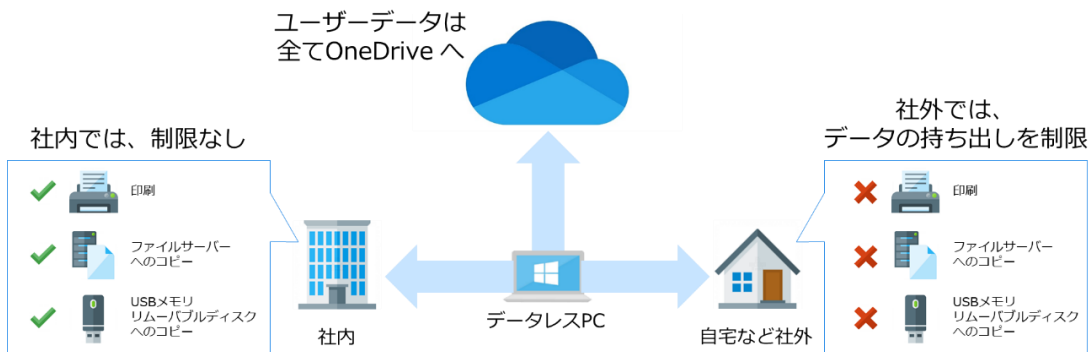 ユーザーデータは
全てOneDrive へ
社内では、制限なし
印刷
ファイルサーバー
へのコピー
USBメモリ
リムーバブルディスク
へのコピー
社内
データレスPC
自宅など社外
社外では、
データの持ち出しを制限
印刷
ファイルサーバー
へのコピー
USBメモリ
リムーバブルディスク
へのコピー